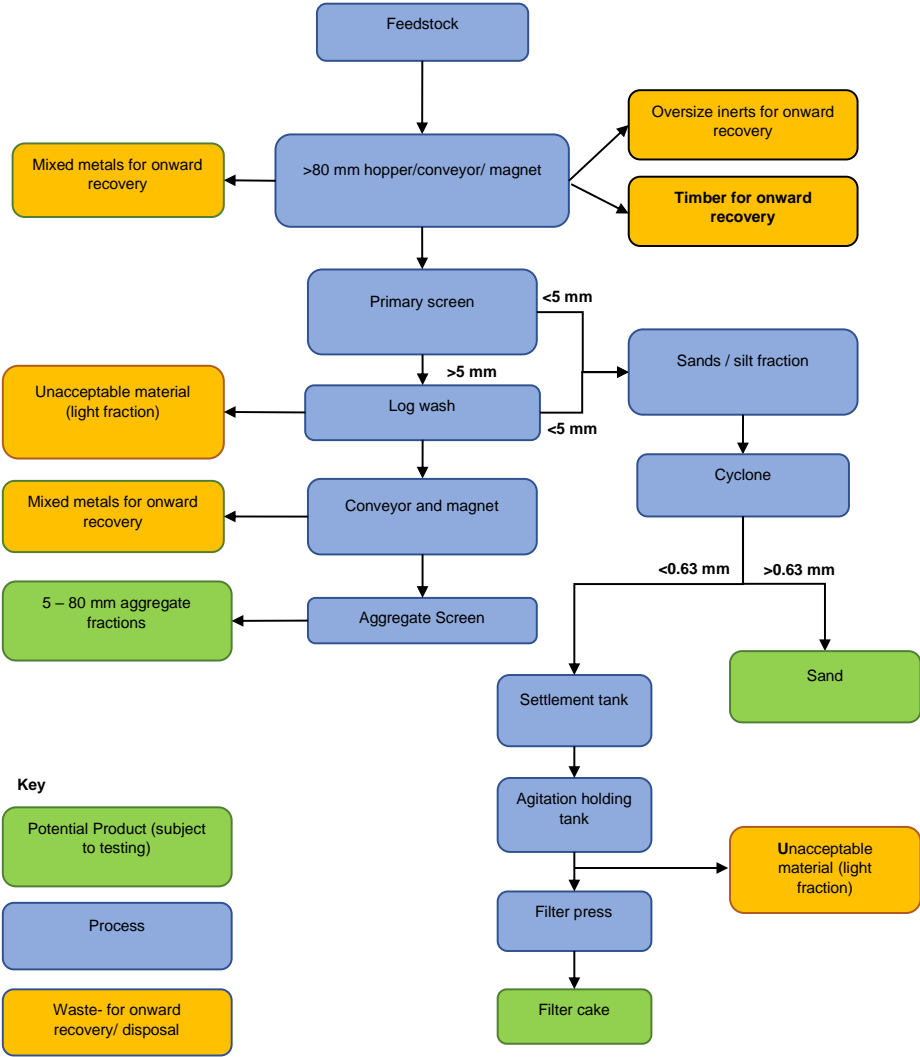 Feedstock
Oversize inerts for onward
recovery
Mixed metals for onward
recovery
>80 mm hopper/conveyor/ magnet
Timber for onward
recovery
Primary screen
<5 mm
Sands / silt fraction
>5 mm
Unacceptable material
(light fraction)
Log wash
<5 mm
Cyclone
Mixed metals for onward
recovery
Conveyor and magnet
<0.63 mm
>0.63 mm
5 – 80 mm aggregate
fractions
Aggregate Screen
Sand
Settlement tank
Key
Agitation holding
tank
Potential Product (subject
to testing)
Unacceptable
material (light
fraction)
Process
Filter press
Waste- for onward
recovery/ disposal
Filter cake